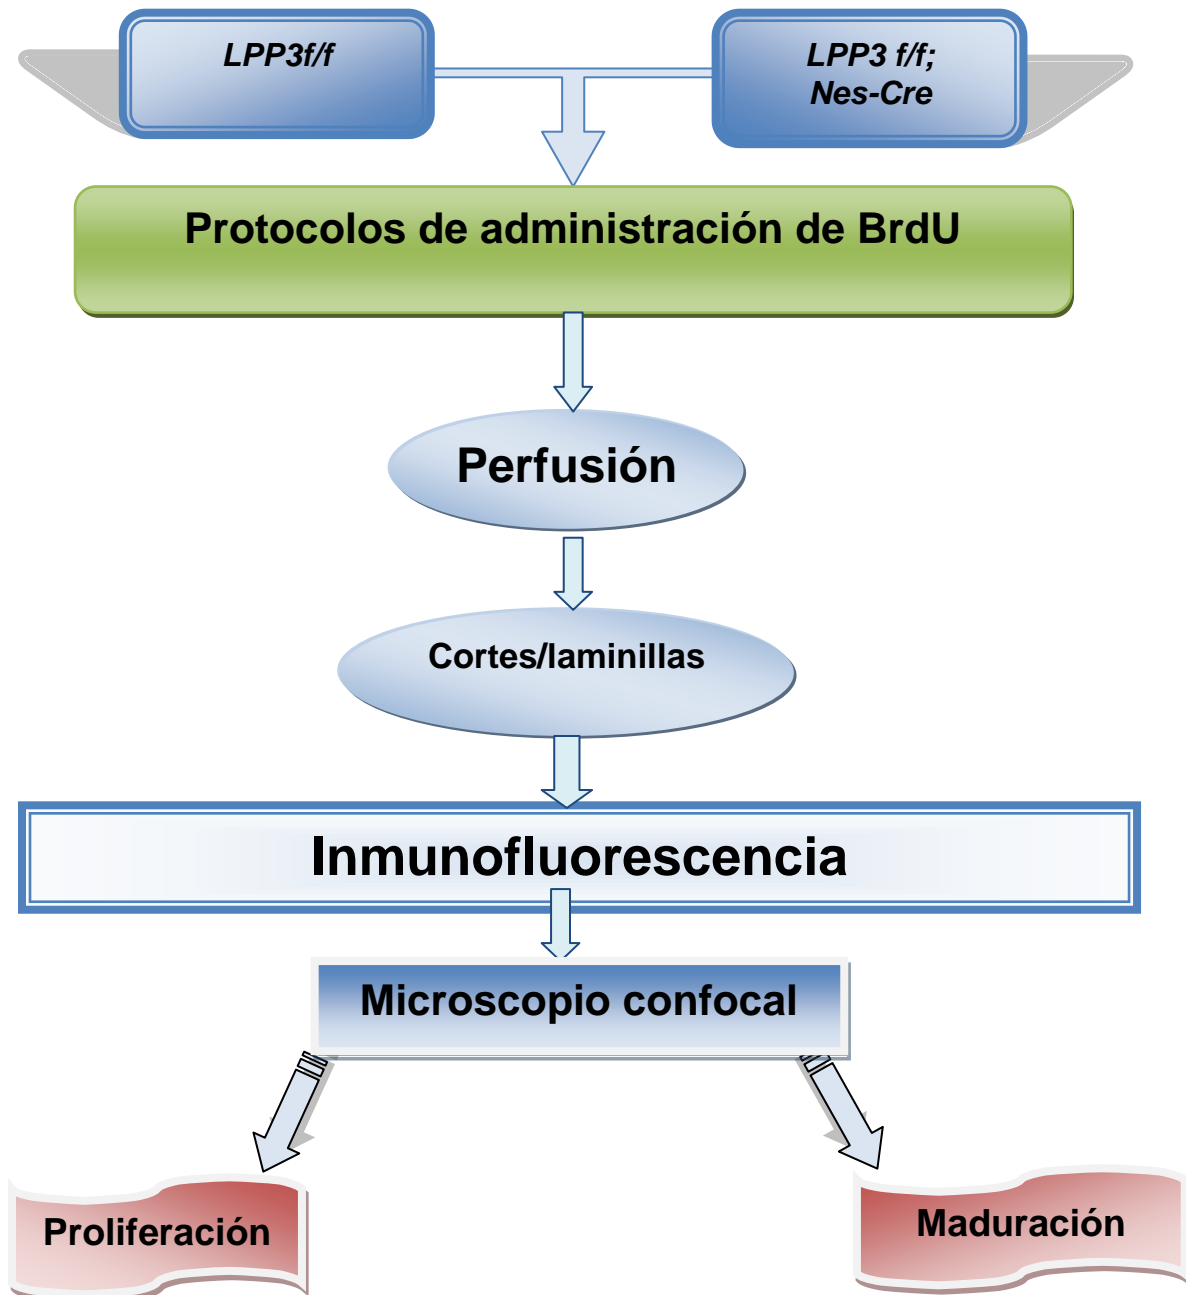 LPP3f/f
LPP3 f/f;
Nes-Cre
Protocolos de administración de BrdU
Perfusión
Cortes/laminillas
Inmunofluorescencia
Microscopio confocal
Proliferación
Maduración